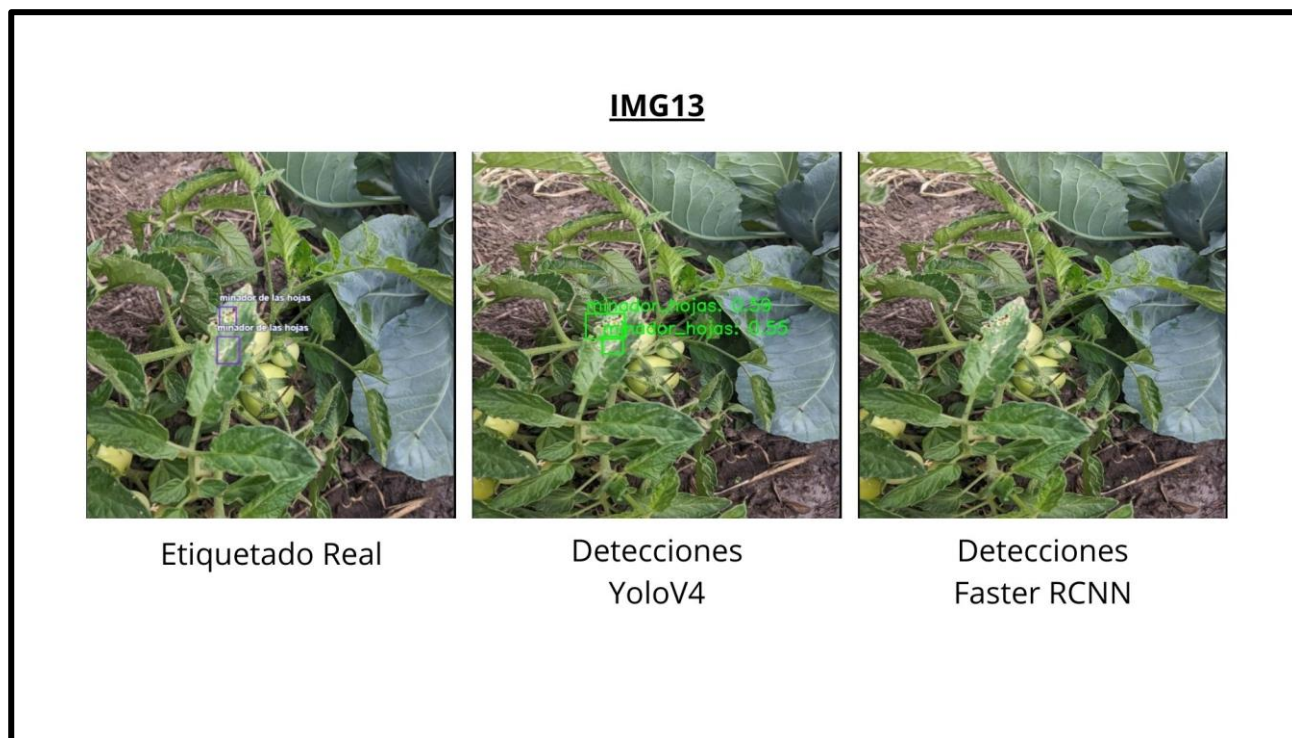 IMG13
minador de las hojas
minador de las hojas
minador_hojas: 0.59
minador_hojas: 0.55
Etiquetado Real
Detecciones
YoloV4
Detecciones
Faster RCNN